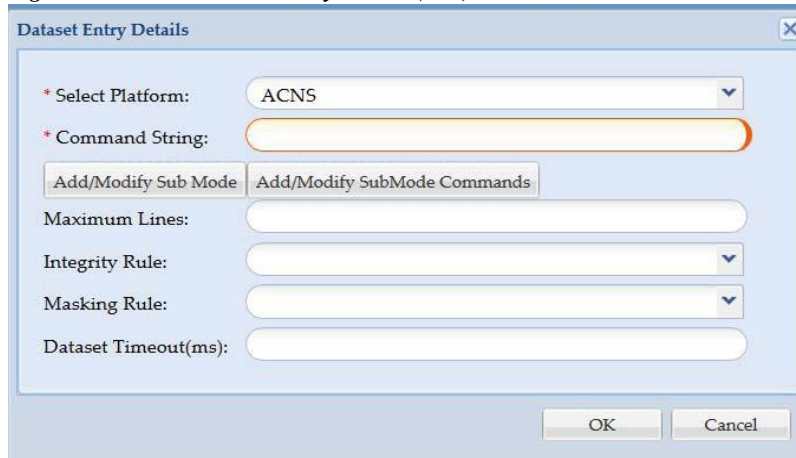 Dataset Entry Details
* Select Platform: ACNS
* Command String:
Add/Modify Sub Mode Add/Modify SubMode Commands
Maximum Lines:
Integrity Rule:
Masking Rule:
Dataset Timeout(ms):
OK Cancel